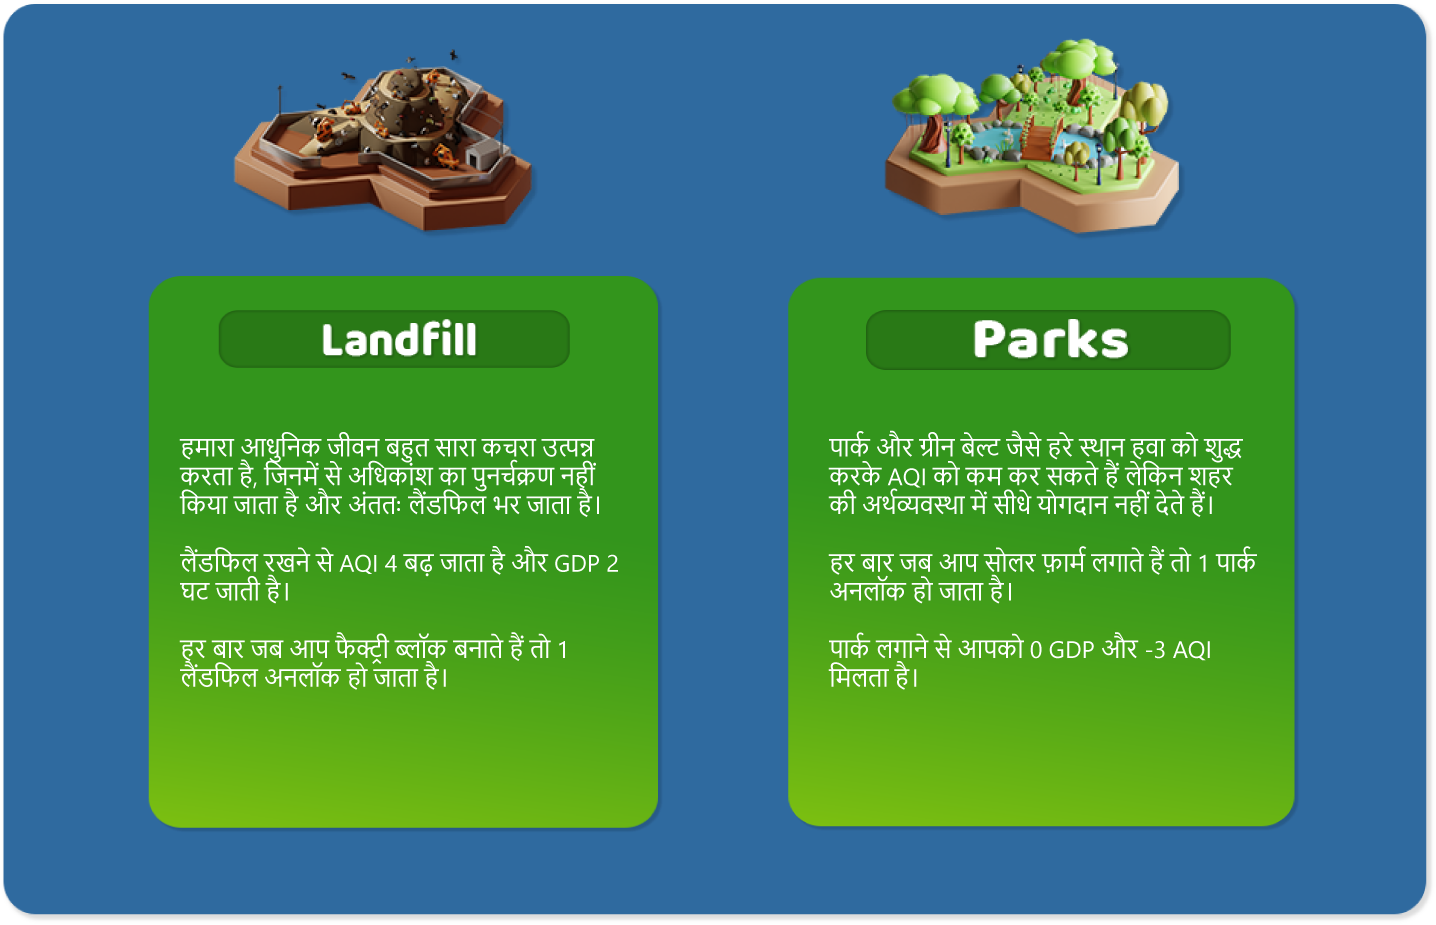 Landfill
हमारा आधुनिक जीवन बहुत सारा कचरा उत्पन्न
करता है, जिनमें से अधिकांश का पुनर्चक्रण नहीं
किया जाता है और अंततः लैंडफिल भर जाता है।
लैंडफिल रखने से AQI 4 बढ़ जाता है और GDP 2
घट जाती है।
हर बार जब आप फैक्ट्री ब्लॉक बनाते हैं तो 1
लैंडफिल अनलॉक हो जाता है।
Parks
पार्क और ग्रीन बेल्ट जैसे हरे स्थान हवा को शुद्ध
करके AQI को कम कर सकते हैं लेकिन शहर
की अर्थव्यवस्था में सीधे योगदान नहीं देते हैं।
हर बार जब आप सोलर फ़ार्म लगाते हैं तो 1 पार्क
अनलॉक हो जाता है।
पार्क लगाने से आपको 0 GDP और -3 AQI
मिलता है।